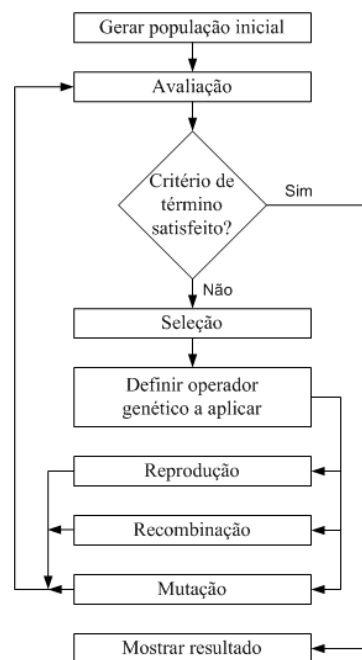 Gerar população inicial
Avaliação
Critério de
término
satisfeito?
Sim
Não
Seleção
Definir operador
genético a aplicar
Reprodução
Recombinação
Mutação
Mostrar resultado